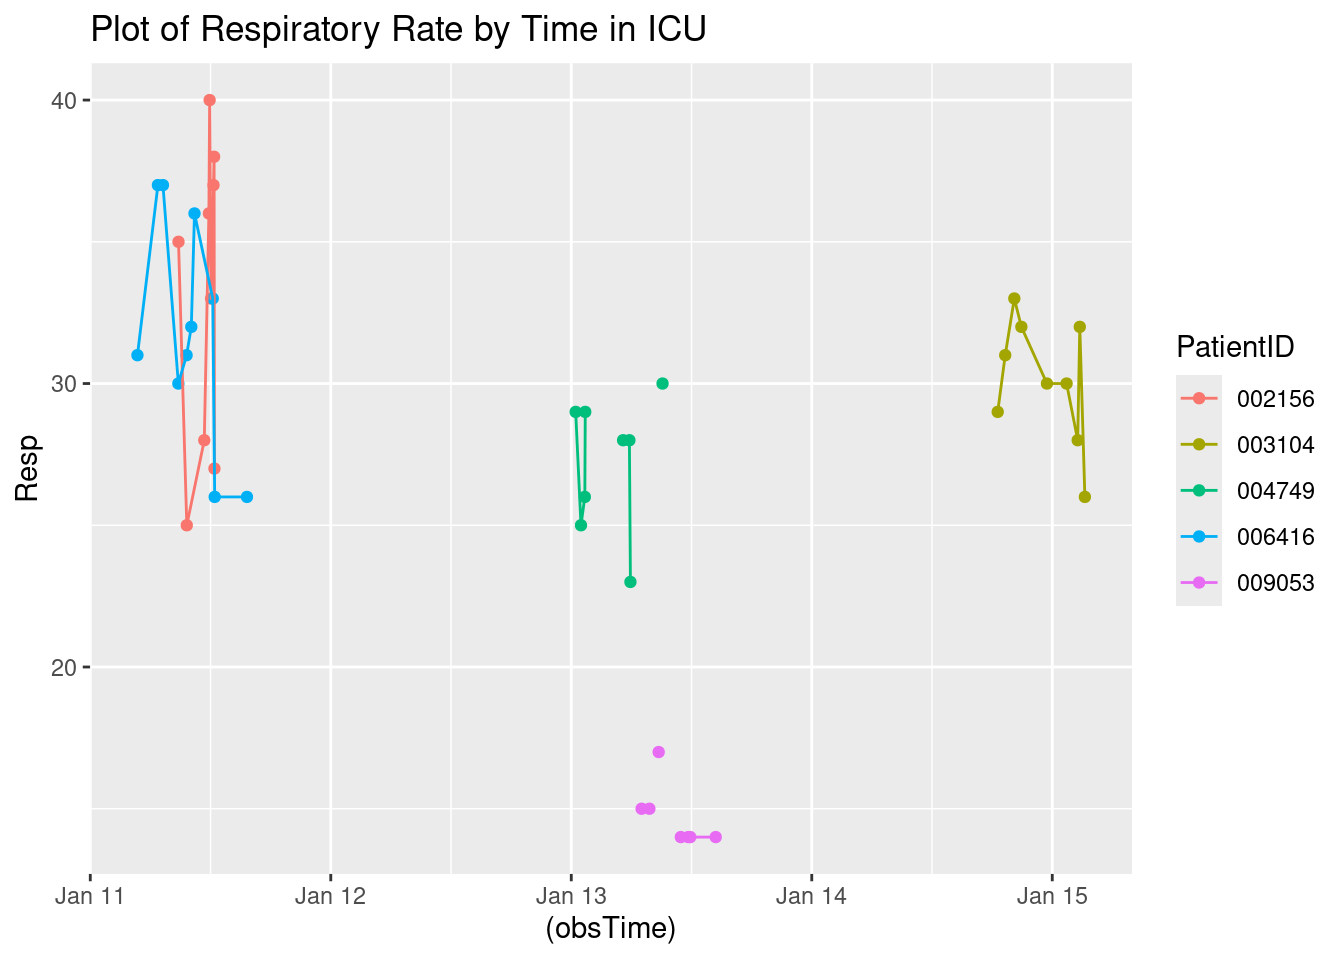 Plot of Respiratory Rate by Time in ICU
40
30
20
Resp
Jan 11
Jan 12
Jan 13
Jan 14
Jan 15
(obsTime)
PatientID
002156
003104
004749
006416
009053